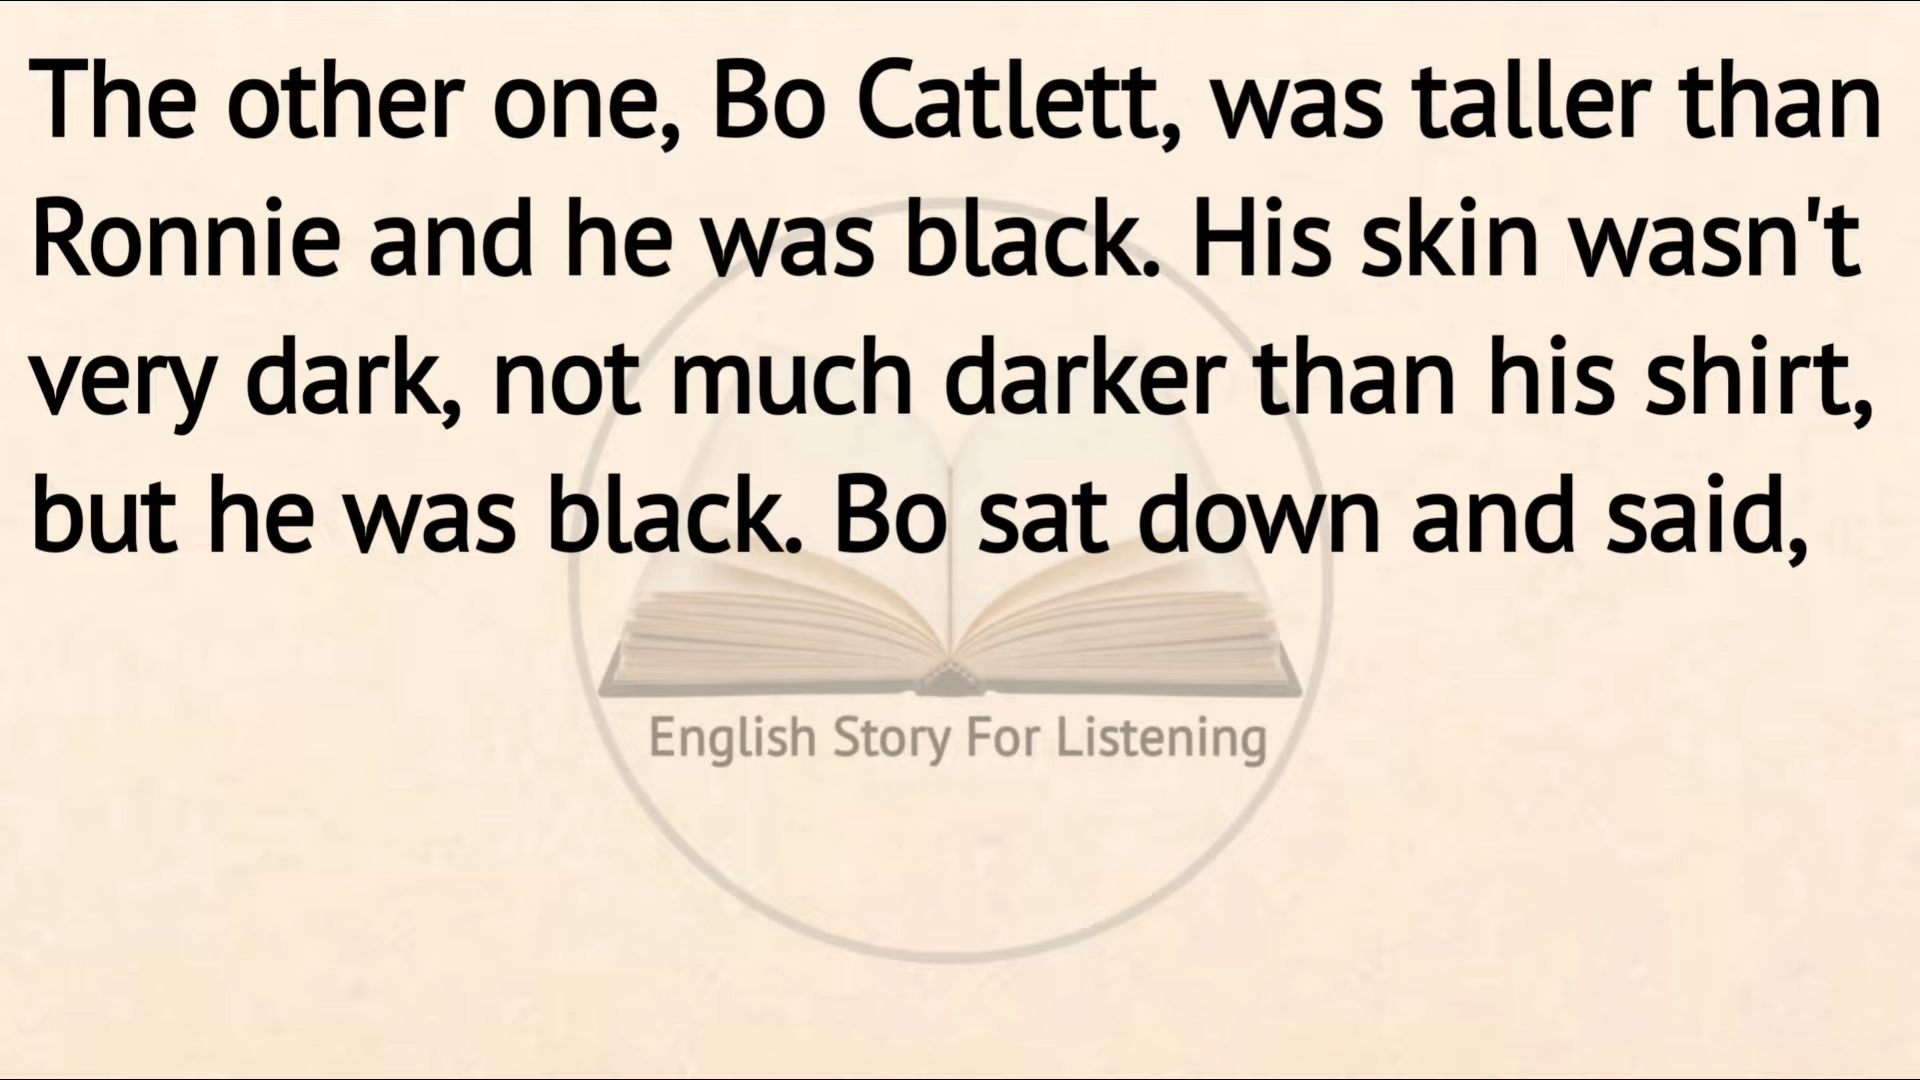 The other one, Bo Catlett, was taller than
Ronnie and he was black. His skin wasn't
very dark, not much darker than his shirt,
but he was black. Bo sat down and said,
English Story For Listening